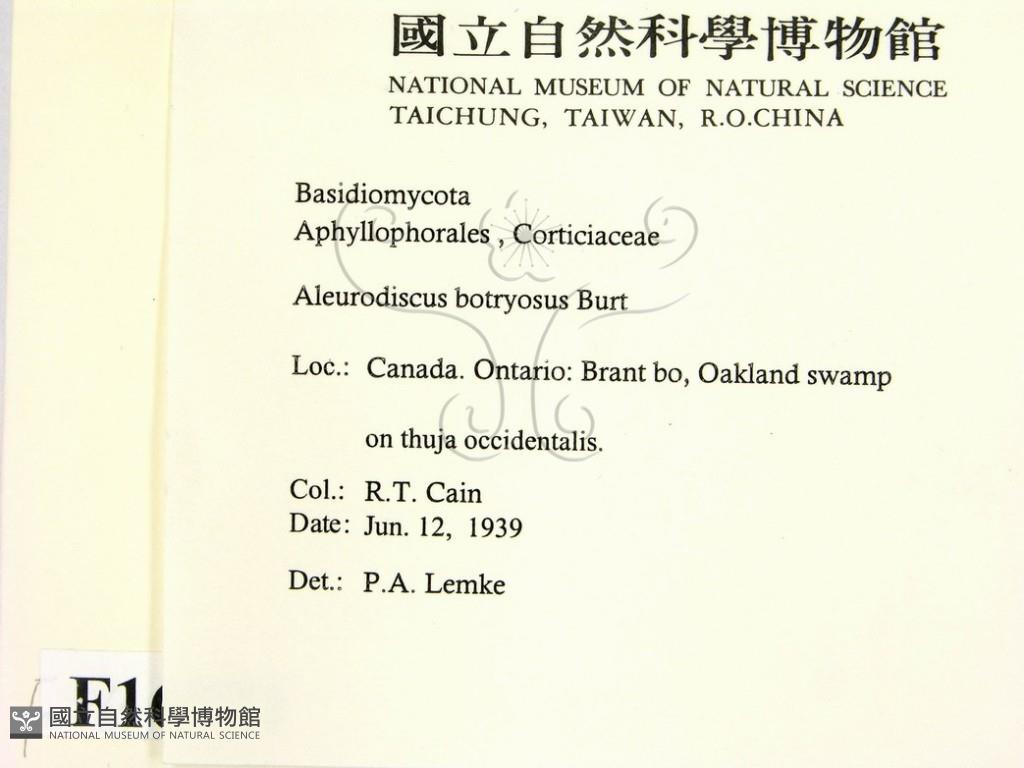 國立自然科學博物館
NATIONAL MUSEUM OF NATURAL SCIENCE
TAICHUNG, TAIWAN, R.O.CHINA
Basidiomycota
Aphyllophorales , Corticiaceae
Aleurodiscus botryosus Burt
Loc.: Canada. Ontario: Brant bo, Oakland swamp
on thuja occidentalis.
Col.: R.T. Cain
Date: Jun. 12, 1939
Det.: P.A. Lemke
國立自然科學博物館
NATIONAL MUSEUM OF NATURAL SCIENCE